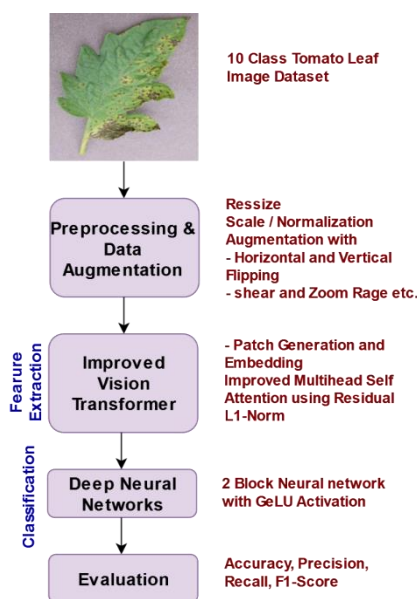 10 Class Tomato Leaf
Image Dataset
Preprocessing &
Data
Augmentation
Ressize
Scale / Normalization
Augmentation with
- Horizontal and Vertical
Flipping
- shear and Zoom Rage etc.
Fearure
Extraction
Improved
Vision
Transformer
- Patch Generation and
Embedding
Improved Multihead Self
Attention using Residual
L1-Norm
Classification
Deep Neural
Networks
2 Block Neural network
with GeLU Activation
Evaluation
Accuracy, Precision,
Recall, F1-Score